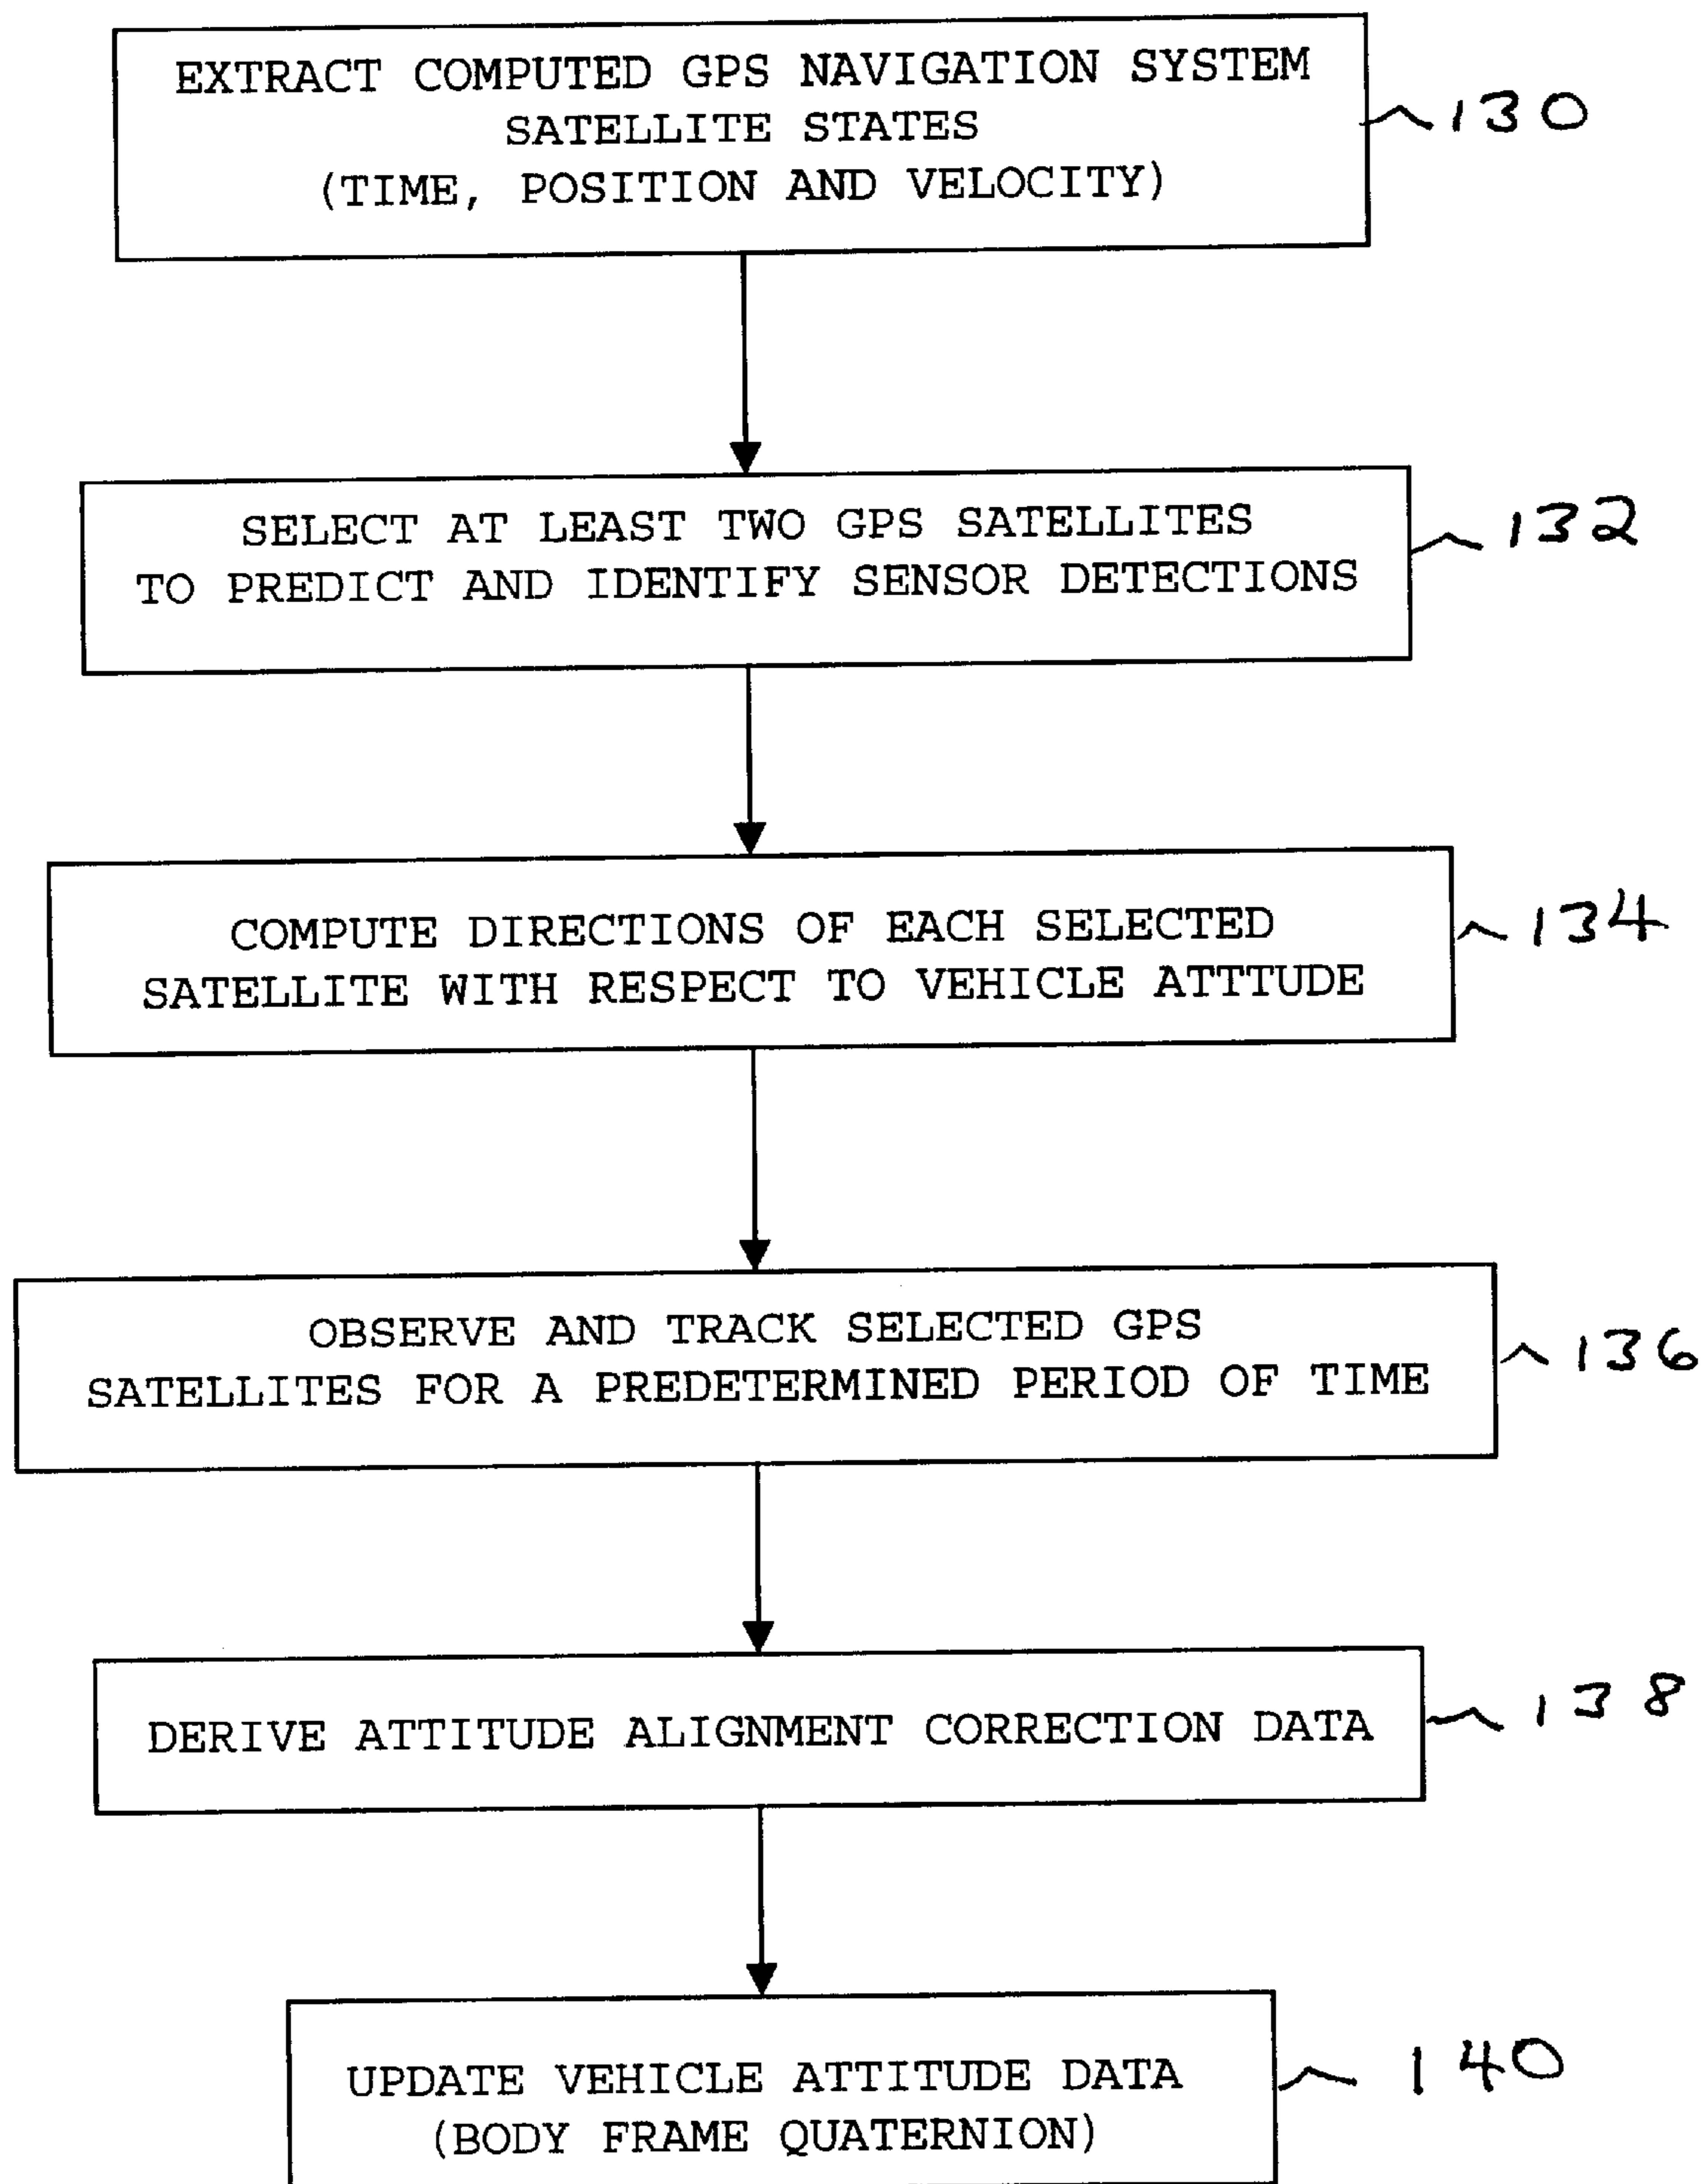 EXTRACT COMPUTED GPS NAVIGATION SYSTEM
SATELLITE STATES
(TIME, POSITION AND VELOCITY)
130
SELECT AT LEAST TWO GPS SATELLITES
TO PREDICT AND IDENTIFY SENSOR DETECTIONS
132
COMPUTE DIRECTIONS OF EACH SELECTED
SATELLITE WITH RESPECT TO VEHICLE ATTTUDE
134
OBSERVE AND TRACK SELECTED GPS
SATELLITES FOR A PREDETERMINED PERIOD OF TIME
136
DERIVE ATTITUDE ALIGNMENT CORRECTION DATA
138
UPDATE VEHICLE ATTITUDE DATA
(BODY FRAME QUATERNION)
140